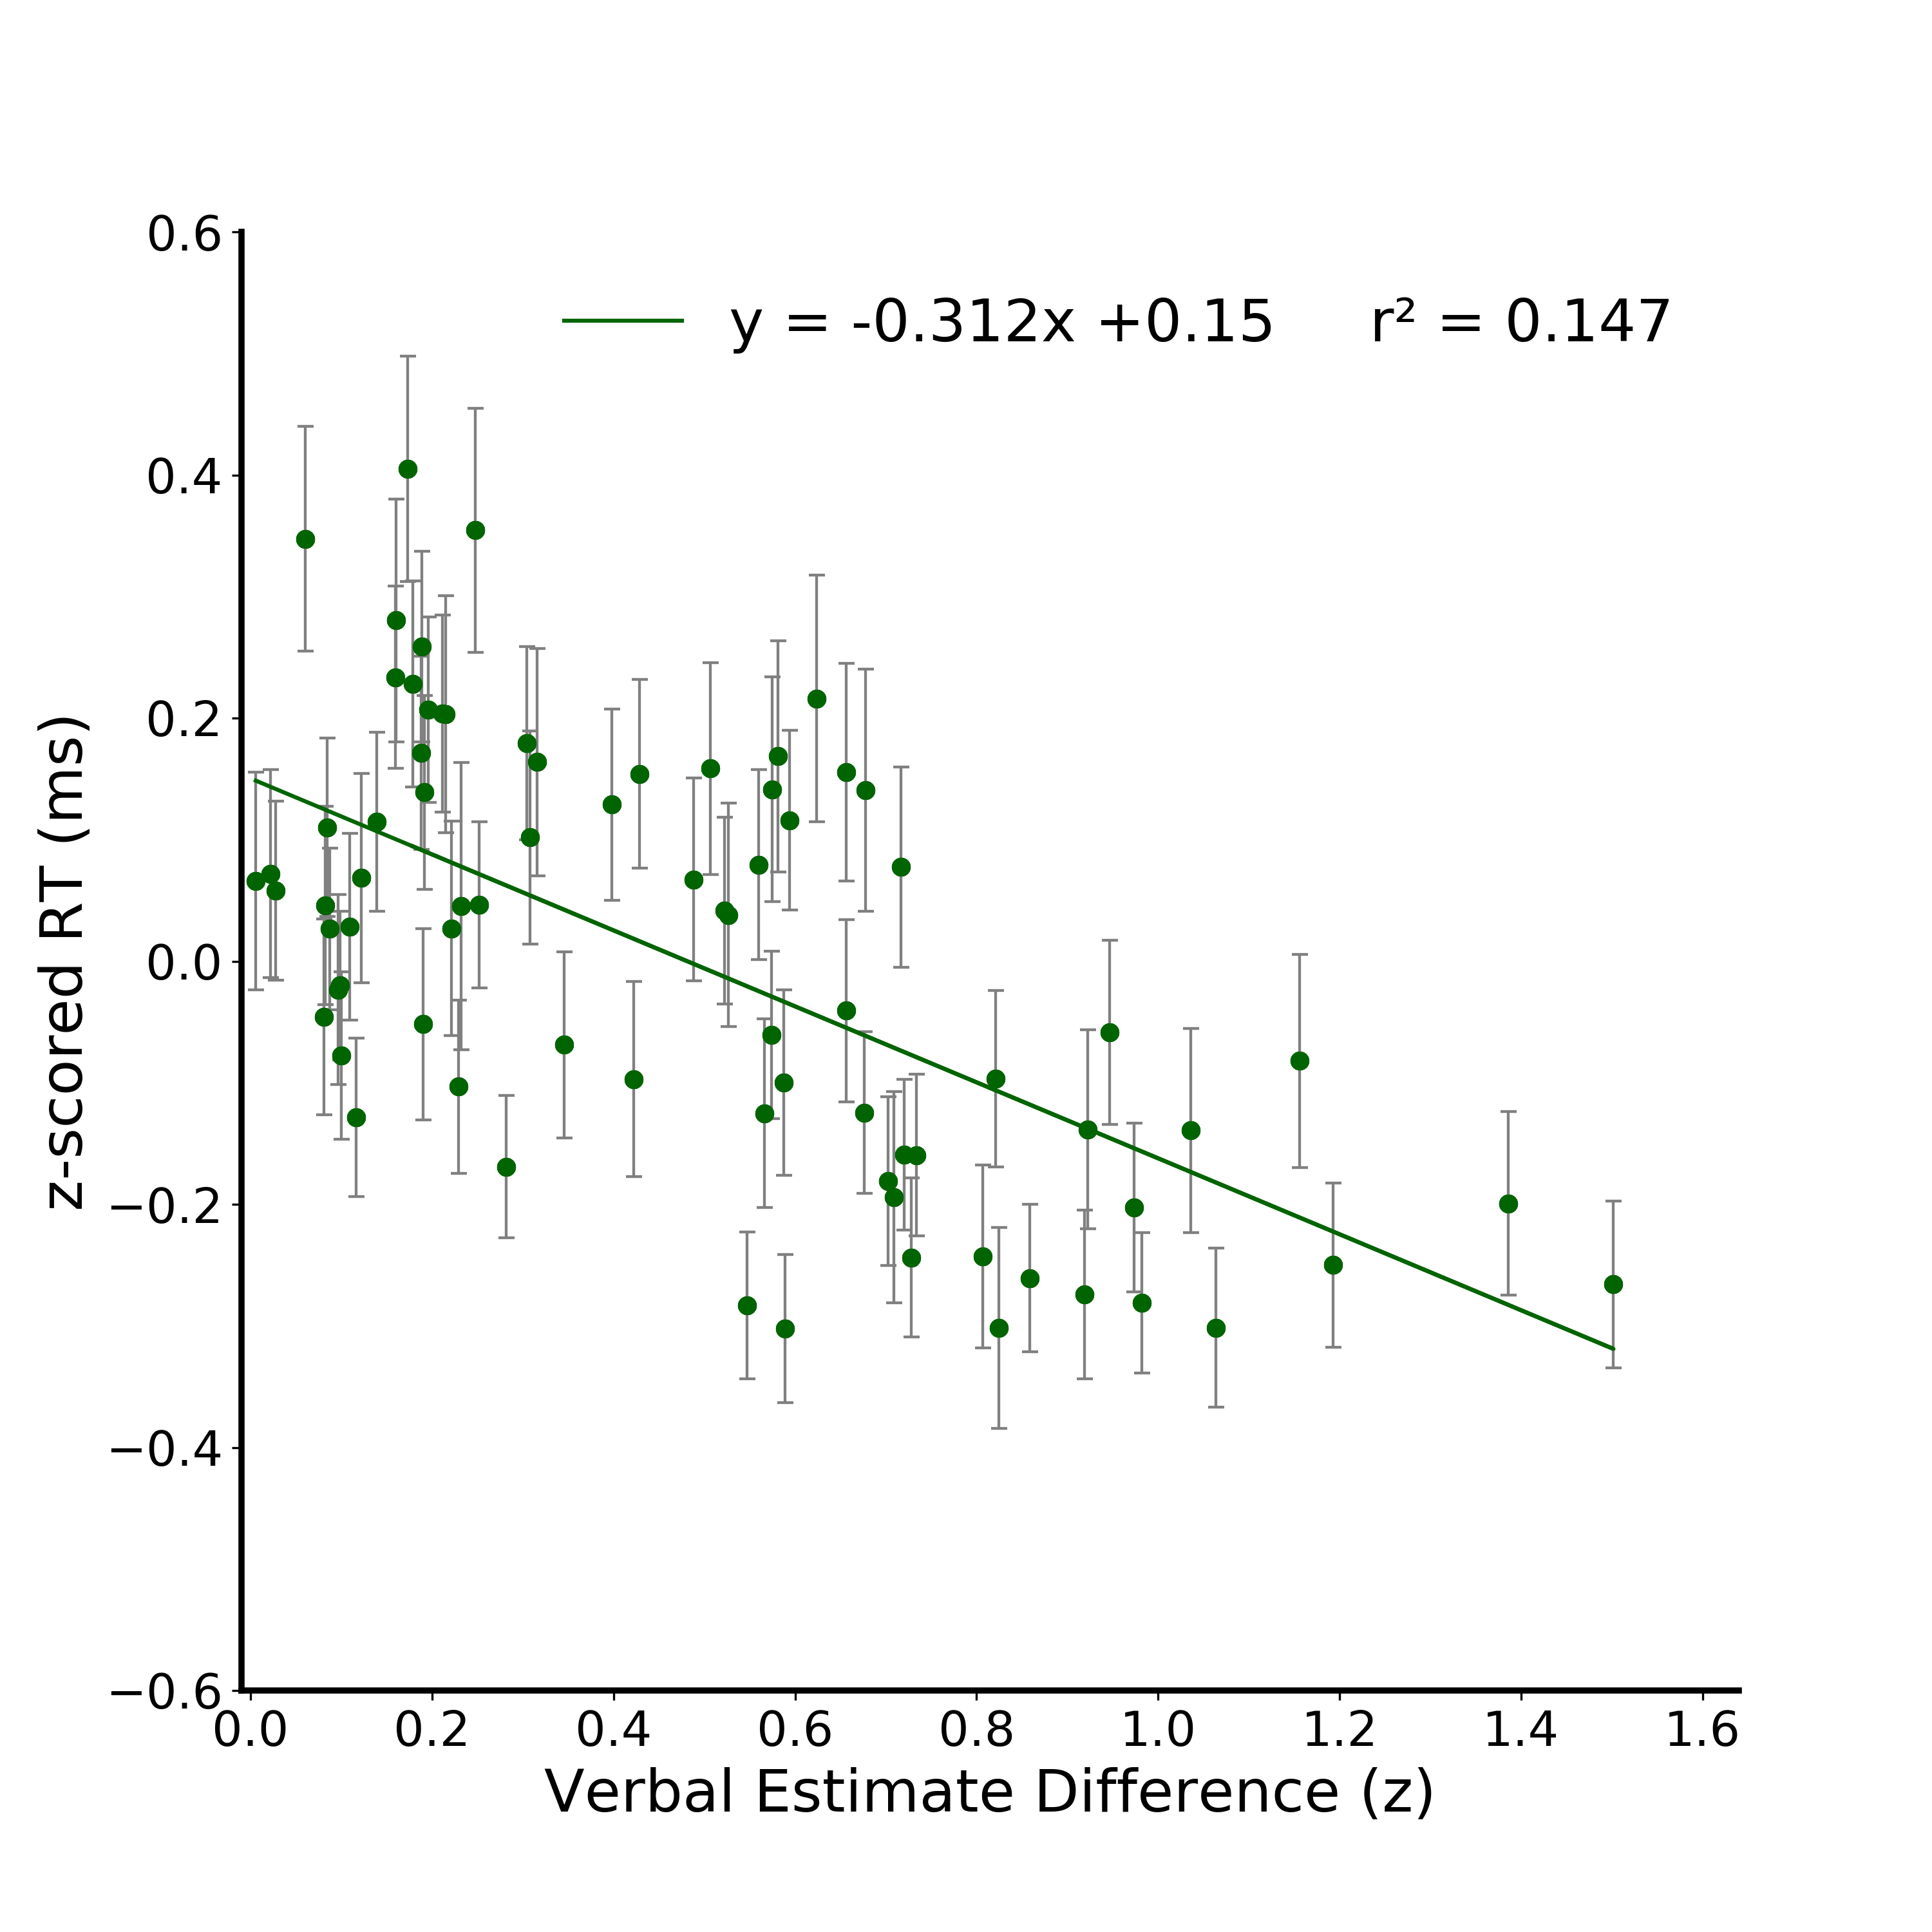 y = -0.312x +0.15 r² = 0.147
z-scored RT (ms)
0.6
0.4
0.2
0.0
−0.2
−0.4
−0.6
0.0 0.2 0.4 0.6 0.8 1.0 1.2 1.4 1.6
Verbal Estimate Difference (z)